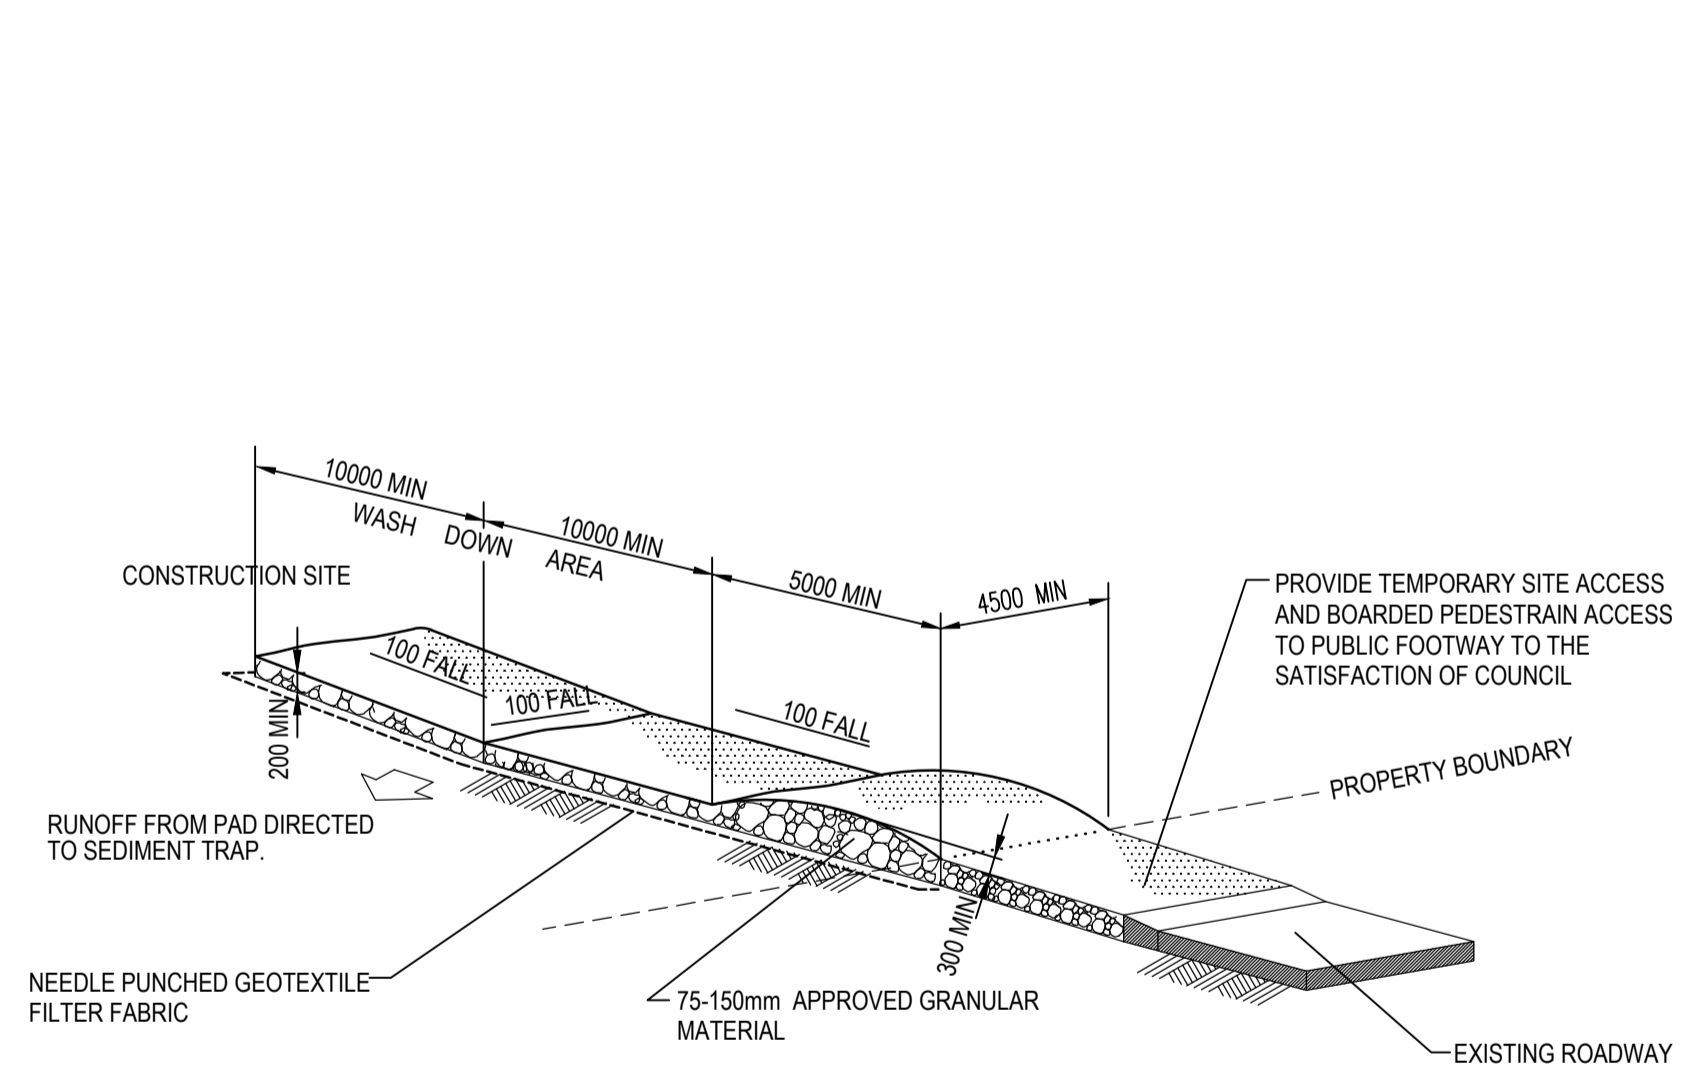 10000 MIN
WASH DOWN AREA
10000 MIN
5000 MIN
4500 MIN
CONSTRUCTION SITE
PROVIDE TEMPORARY SITE ACCESS
AND BOARDED PEDESTRAIN ACCESS
TO PUBLIC FOOTWAY TO THE
SATISFACTION OF COUNCIL
100 FALL
100 FALL
100 FALL
200 MIN
PROPERTY BOUNDARY
RUNOFF FROM PAD DIRECTED
TO SEDIMENT TRAP.
300 MIN
NEEDLE PUNCHED GEOTEXTILE
FILTER FABRIC
75-150mm APPROVED GRANULAR
MATERIAL
EXISTING ROADWAY